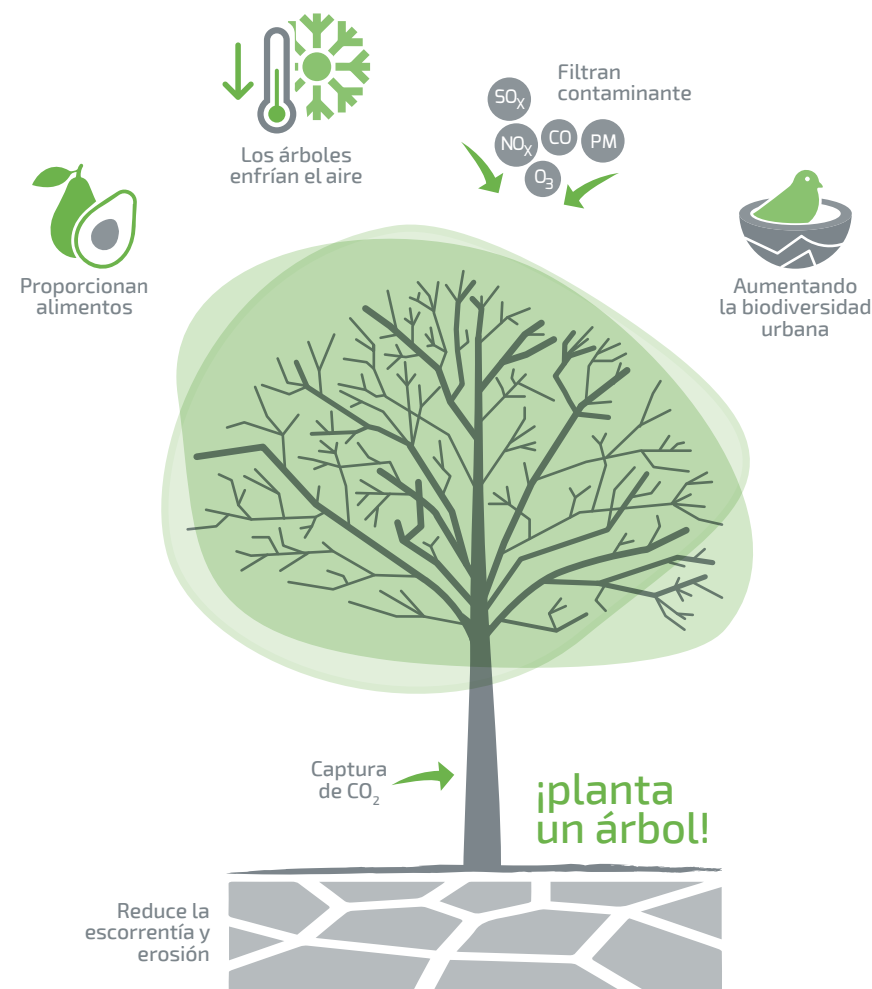 Los árboles
enfrían el aire
Filtran
contaminante
SOX
NOX
CO
PM
O3
Proporcionan
alimentos
Aumentando
la biodiversidad
urbana
Captura
de CO2
¡planta
un árbol!
Reduce la
escorrentía y
erosión